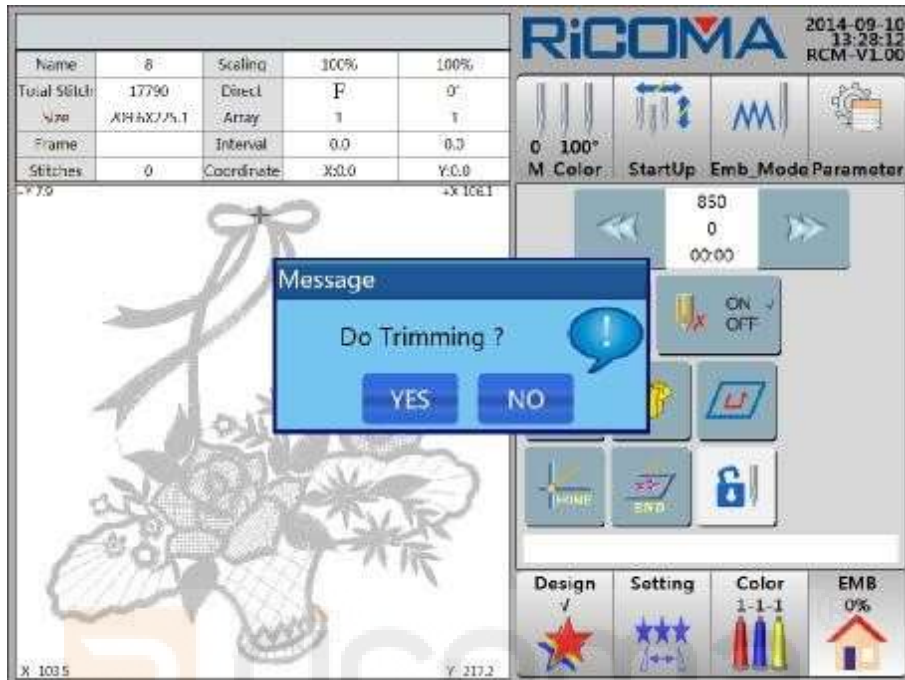 RiCOMA
2014-09-10
13:28:12
RCM-V1.00
Name 8 Scaling 100% 100%
Total Stitch 17790 Direct F 0°
Size Array 1 1
Frame Interval 0.0 0.0
Stitches 0 Coordinate X:0.0 Y:0.0
0 100°
M Color StartUp Emb_Mode Parameter
+X 106.1
850
0
00:00
Message
Do Trimming ?
YES NO
ON √
OFF
HOME END
Design Setting Color EMB
√ 1-1-1 0%
X 103.5 Y 217.2
ricoma